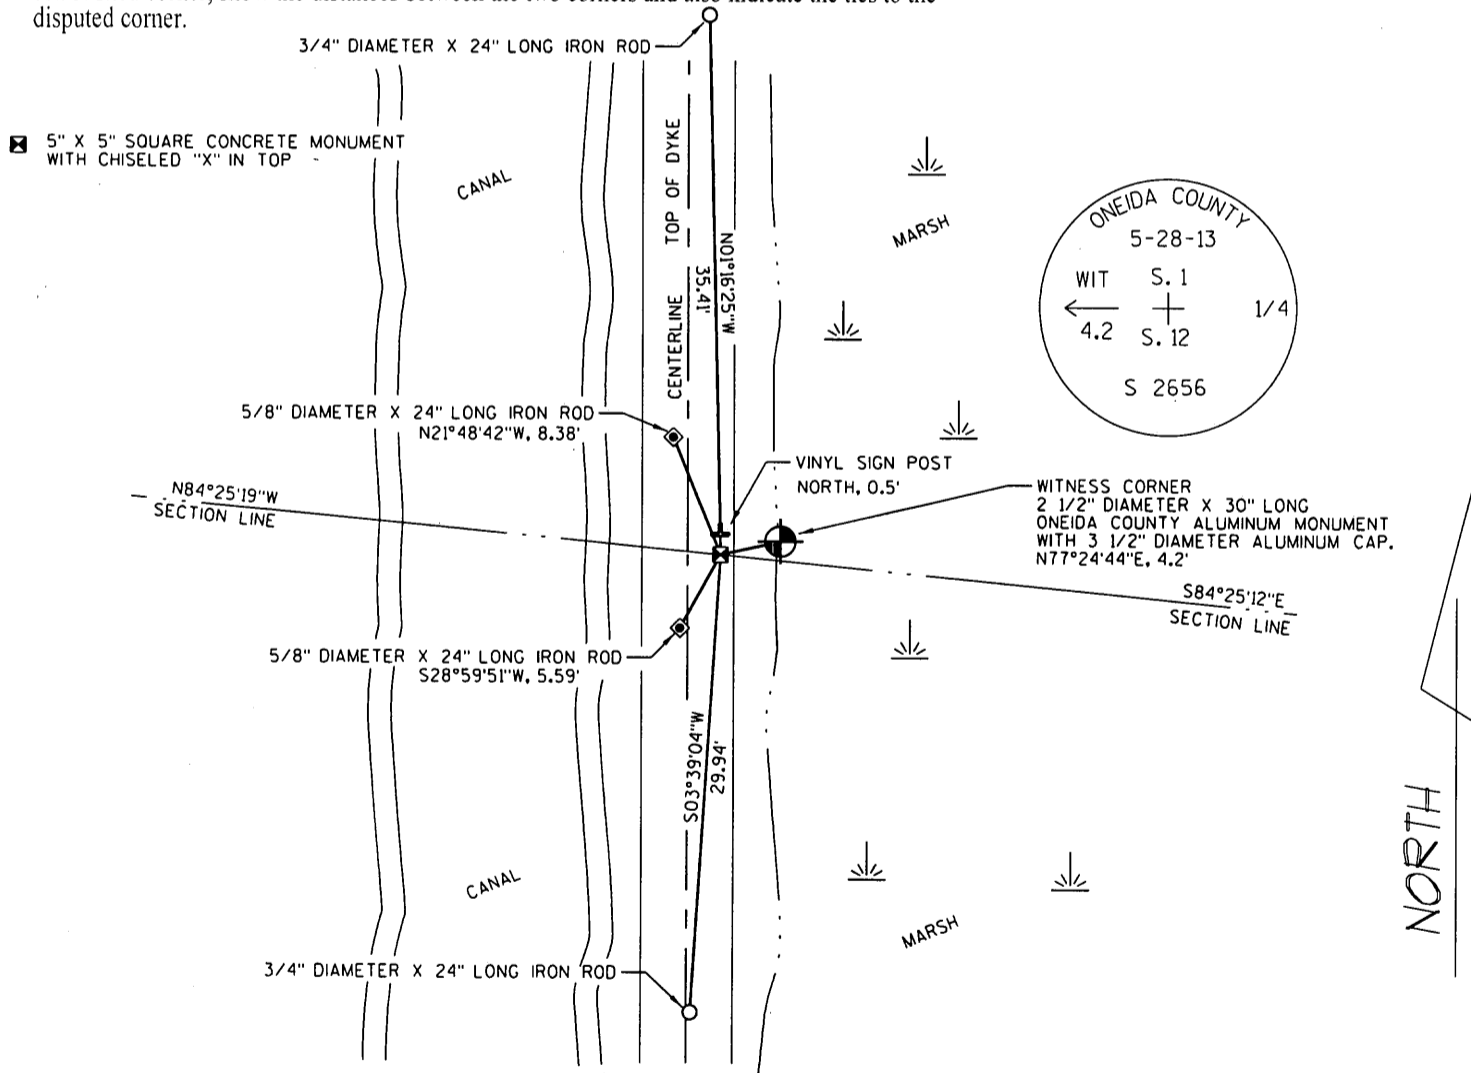 disputed corner.
3/4" DIAMETER X 24" LONG IRON ROD
5" X 5" SQUARE CONCRETE MONUMENT
WITH CHISELED "X" IN TOP
CANAL
CENTERLINE TOP OF DYKE
N01°16'25"W
35.41'
MARSH
ONEIDA COUNTY
5-28-13
WIT S. 1
1/4
4.2 S. 12
S 2656
5/8" DIAMETER X 24" LONG IRON ROD
N21°48'42"W, 8.38'
VINYL SIGN POST
NORTH, 0.5'
N84°25'19"W
SECTION LINE
WITNESS CORNER
2 1/2" DIAMETER X 30" LONG
ONEIDA COUNTY ALUMINUM MONUMENT
WITH 3 1/2" DIAMETER ALUMINUM CAP.
N77°24'44"E, 4.2'
S84°25'12"E
SECTION LINE
5/8" DIAMETER X 24" LONG IRON ROD
S28°59'51"W, 5.59'
S03°39'04"W
29.94'
CANAL
MARSH
NORTH
3/4" DIAMETER X 24" LONG IRON ROD